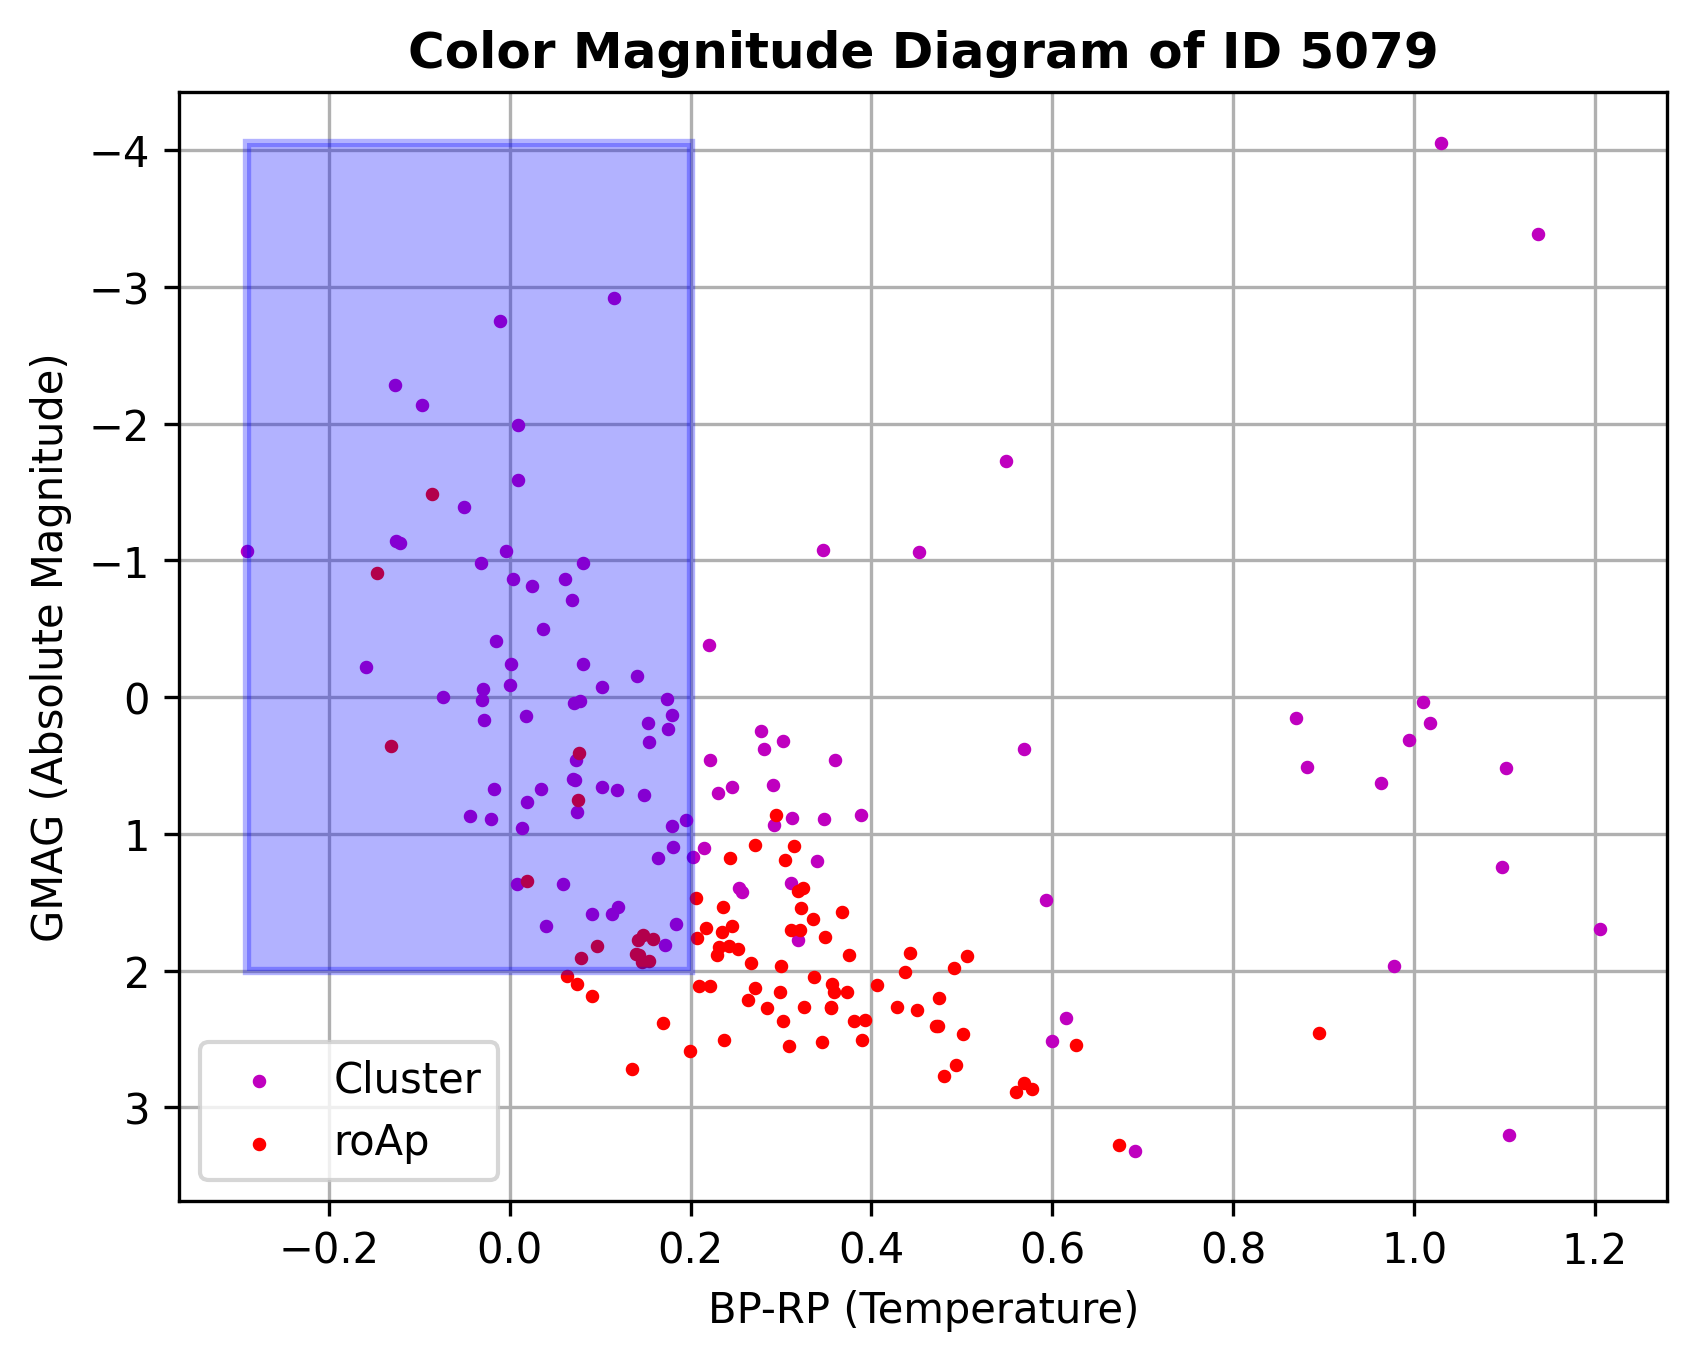 Color Magnitude Diagram of ID 5079
GMAG (Absolute Magnitude)
−4
−3
−2
−1
0
1
2
3
Cluster
roAp
−0.2 0.0 0.2 0.4 0.6 0.8 1.0 1.2
BP-RP (Temperature)